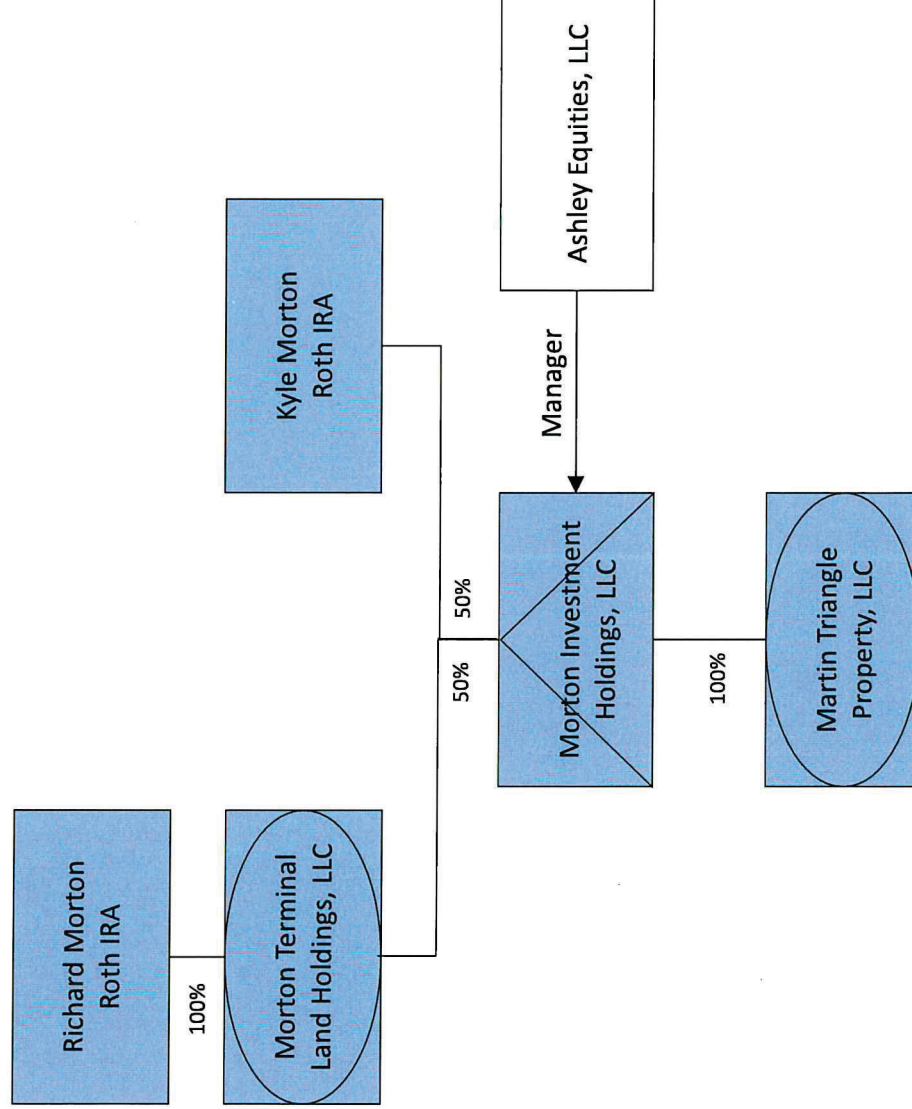 Richard Morton
Roth IRA
100%
Morton Terminal
Land Holdings, LLC
Kyle Morton
Roth IRA
50%
50%
Morton Investment
Holdings, LLC
Manager
Ashley Equities, LLC
100%
Martin Triangle
Property, LLC